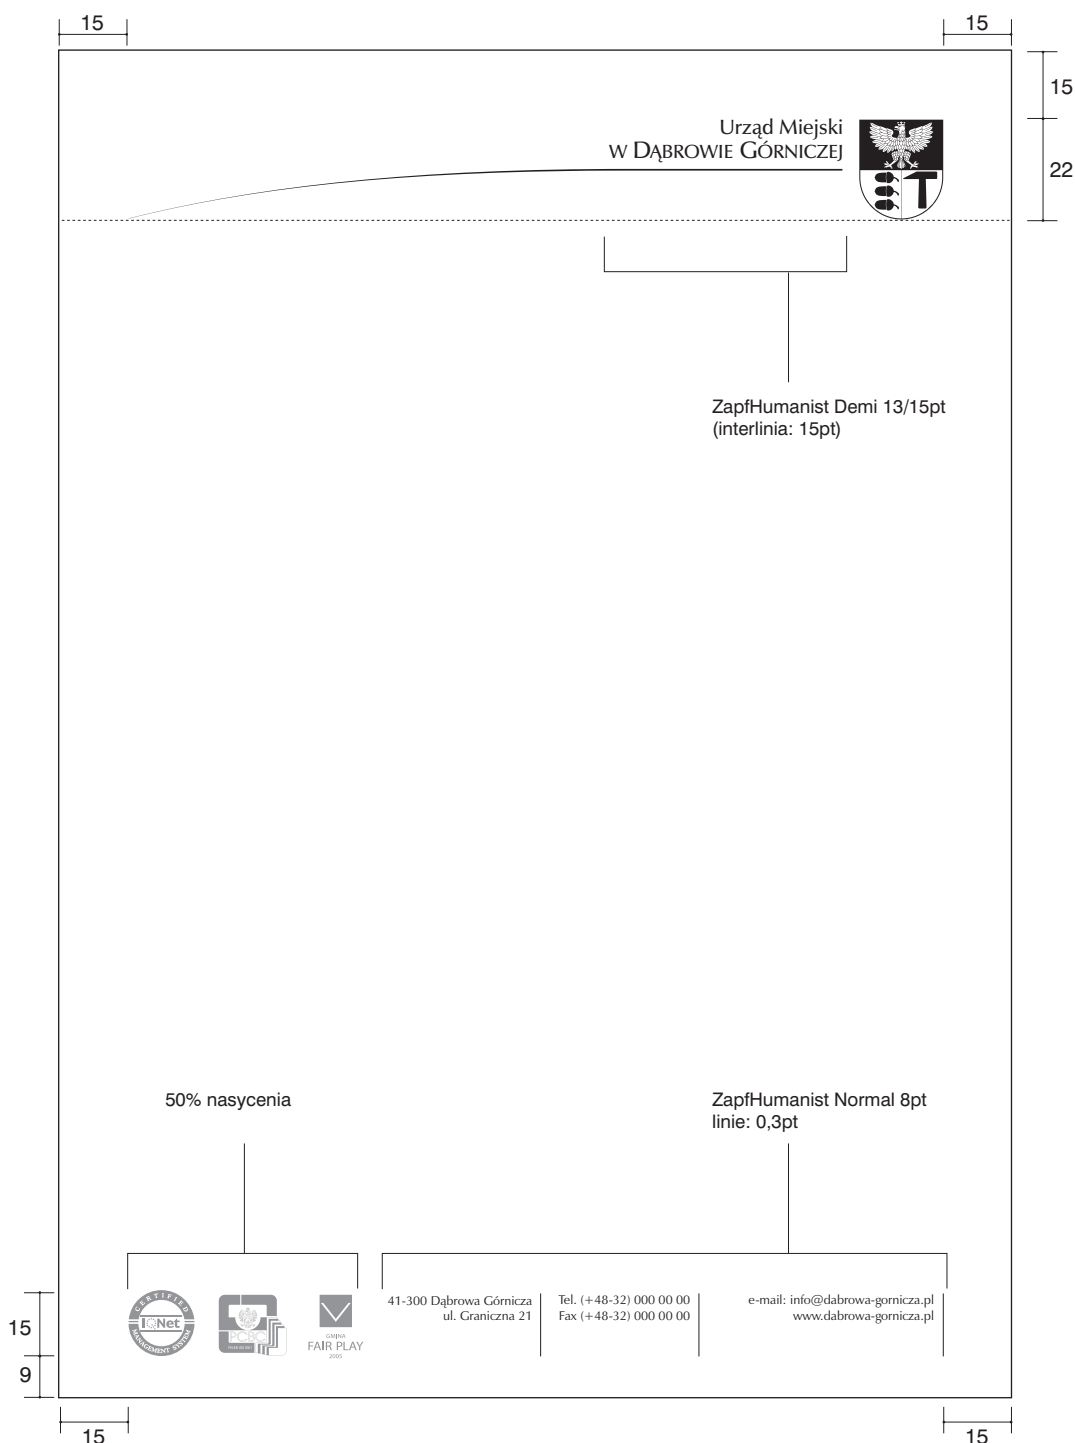 15
15
15
Urząd Miejski
W DĄBROWIE GÓRNICZEJ
22
ZapfHumanist Demi 13/15pt
(interlinia: 15pt)
50% nasycenia
ZapfHumanist Normal 8pt
linie: 0,3pt
CERTIFIED
IQNet
MANAGEMENT SYSTEM
PCBC
GMINA
FAIR PLAY
2005
41-300 Dąbrowa Górnicza
ul. Graniczna 21
Tel. (+48-32) 000 00 00
Fax (+48-32) 000 00 00
e-mail: info@dabrowa-gornicza.pl
www.dabrowa-gornicza.pl
15
9
15
15